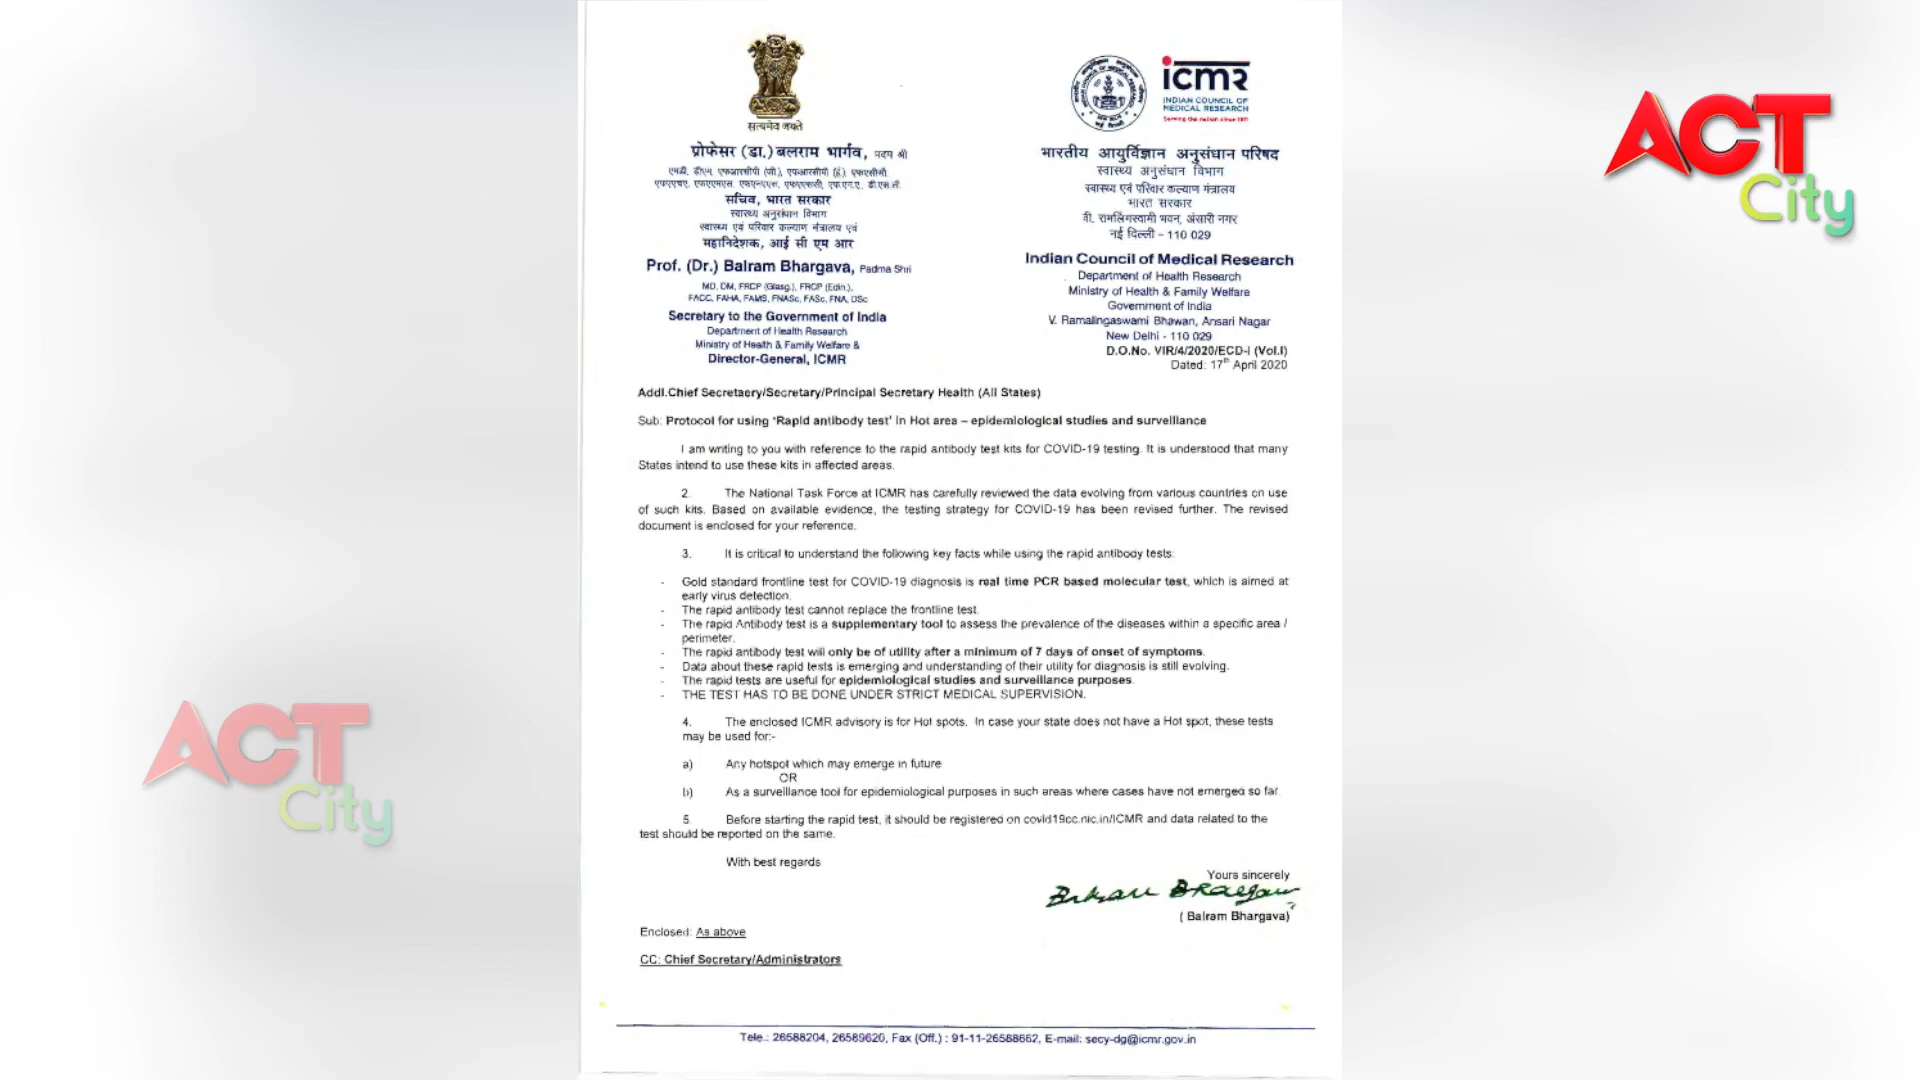 सत्यमेव जयते
प्रोफेसर (डा.) बलराम भार्गव, पदम श्री
सचिव, भारत सरकार
स्वास्थ्य अनुसंधान विभाग
स्वास्थ्य एवं परिवार कल्याण मंत्रालय एवं
महानिदेशक, आई सी एम आर
Prof. (Dr.) Balram Bhargava, Padma Shri
MD, DM, FRCP (Glasg.), FRCP (Edin.),
FACC, FAHA, FAMS, FNASc, FASc, FNA, DSc
Secretary to the Government of India
Department of Health Research
Ministry of Health & Family Welfare &
Director-General, ICMR
icmr
INDIAN COUNCIL OF
MEDICAL RESEARCH
Serving the nation since 1911
भारतीय आयुर्विज्ञान अनुसंधान परिषद
स्वास्थ्य अनुसंधान विभाग
स्वास्थ्य एवं परिवार कल्याण मंत्रालय
भारत सरकार
वी. रामलिंगस्वामी भवन, अंसारी नगर
नई दिल्ली – 110 029
Indian Council of Medical Research
Department of Health Research
Ministry of Health & Family Welfare
Government of India
V. Ramalingaswami Bhawan, Ansari Nagar
New Delhi - 110 029
D.O.No. VIR/4/2020/ECD-I (Vol.I)
Dated: 17th April 2020
ACT
City
Addl.Chief Secretaery/Secretary/Principal Secretary Health (All States)
Sub: Protocol for using ‘Rapid antibody test’ in Hot area – epidemiological studies and surveillance
I am writing to you with reference to the rapid antibody test kits for COVID-19 testing. It is understood that many
States intend to use these kits in affected areas.
2. The National Task Force at ICMR has carefully reviewed the data evolving from various countries on use
of such kits. Based on available evidence, the testing strategy for COVID-19 has been revised further. The revised
document is enclosed for your reference.
3. It is critical to understand the following key facts while using the rapid antibody tests:
- Gold standard frontline test for COVID-19 diagnosis is real time PCR based molecular test, which is aimed at
early virus detection.
- The rapid antibody test cannot replace the frontline test.
- The rapid Antibody test is a supplementary tool to assess the prevalence of the diseases within a specific area /
perimeter.
- The rapid antibody test will only be of utility after a minimum of 7 days of onset of symptoms.
- Data about these rapid tests is emerging and understanding of their utility for diagnosis is still evolving.
- The rapid tests are useful for epidemiological studies and surveillance purposes.
- THE TEST HAS TO BE DONE UNDER STRICT MEDICAL SUPERVISION.
4. The enclosed ICMR advisory is for Hot spots. In case your state does not have a Hot spot, these tests
may be used for:-
a) Any hotspot which may emerge in future
OR
b) As a surveillance tool for epidemiological purposes in such areas where cases have not emerged so far.
5. Before starting the rapid test, it should be registered on covid19cc.nic.in/ICMR and data related to the
test should be reported on the same.
With best regards
Yours sincerely
Balram Bhargava
( Balram Bhargava)
Enclosed: As above
CC: Chief Secretary/Administrators
Tele.: 26588204, 26589620, Fax (Off.) : 91-11-26588662, E-mail: secy-dg@icmr.gov.in
ACT
City